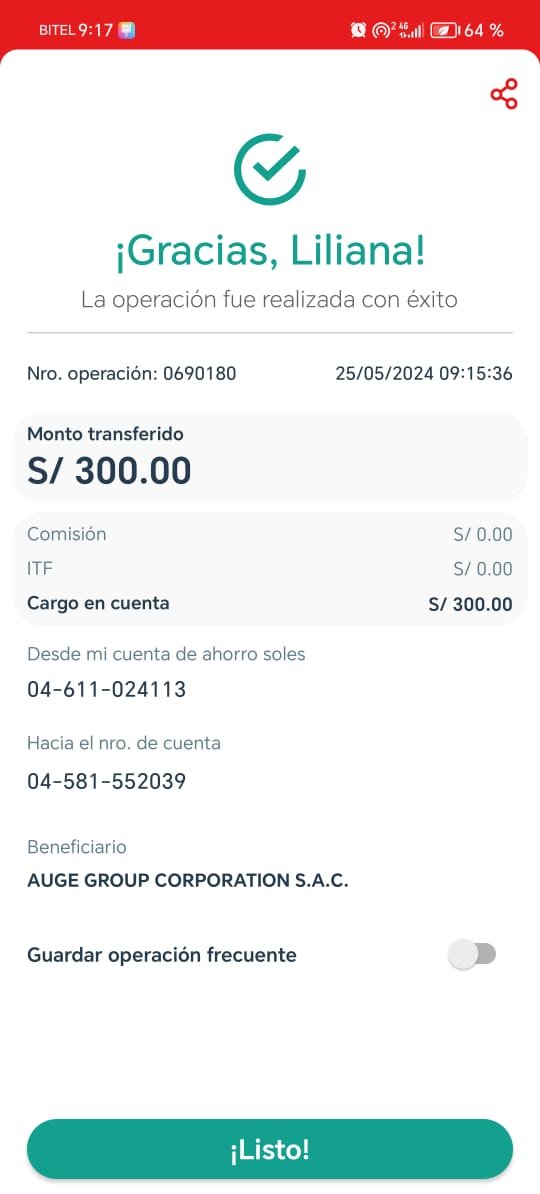 BITEL 9:17 2 4G 64 %
¡Gracias, Liliana!
La operación fue realizada con éxito
Nro. operación: 0690180 25/05/2024 09:15:36
Monto transferido
S/ 300.00
Comisión S/ 0.00
ITF S/ 0.00
Cargo en cuenta S/ 300.00
Desde mi cuenta de ahorro soles
04-611-024113
Hacia el nro. de cuenta
04-581-552039
Beneficiario
AUGE GROUP CORPORATION S.A.C.
Guardar operación frecuente
¡Listo!